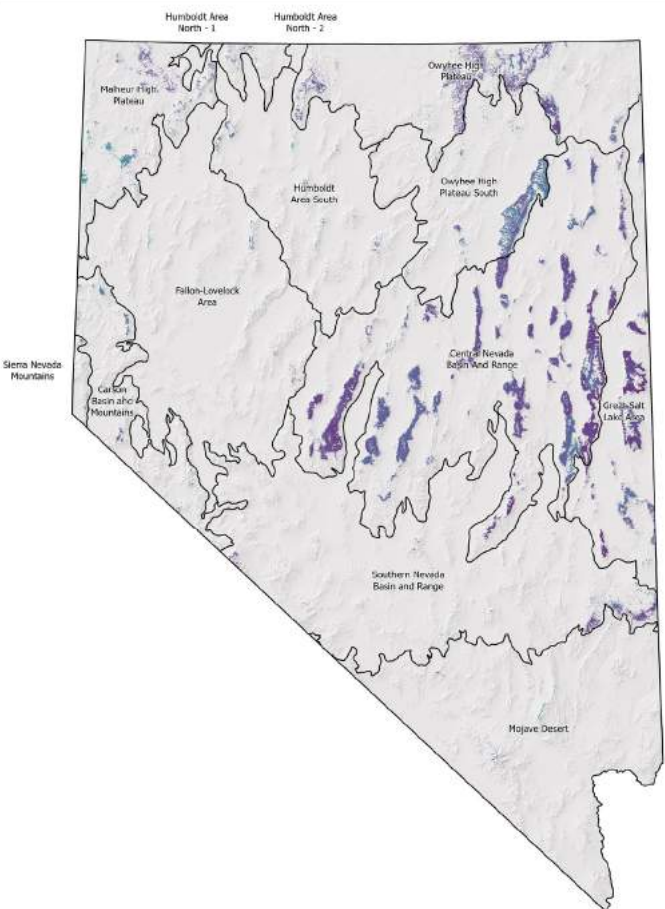 Humboldt Area
North - 1
Humboldt Area
North - 2
Malheur High
Plateau
Owyhee High
Plateau
Humboldt
Area South
Owyhee High
Plateau South
Fallon-Lovelock
Area
Sierra Nevada
Mountains
Carson
Basin and
Mountains
Central Nevada
Basin And Range
Great Salt
Lake Area
Southern Nevada
Basin and Range
Mojave Desert